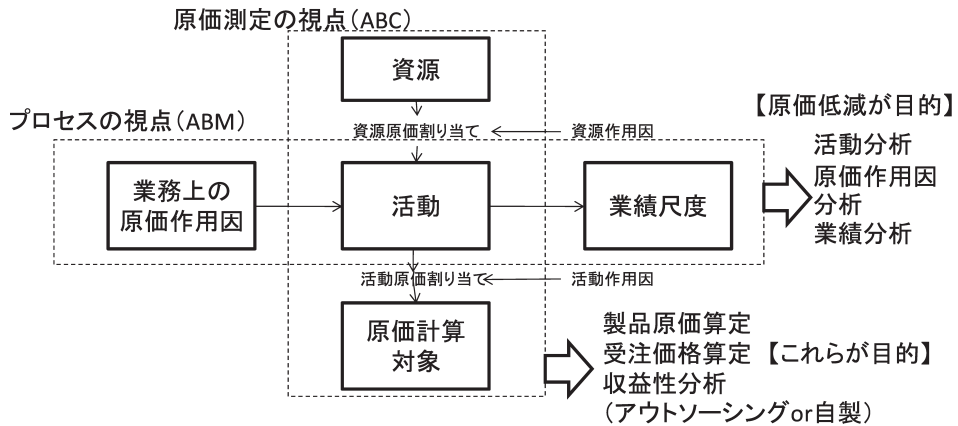 原価測定の視点(ABC)
資源
プロセスの視点(ABM)
資源原価割り当て
資源作用因
【原価低減が目的】
活動分析
原価作用因
分析
業績分析
業務上の
原価作用因
活動
業績尺度
活動原価割り当て
活動作用因
原価計算
対象
製品原価算定
受注価格算定【これらが目的】
収益性分析
(アウトソーシングor自製)